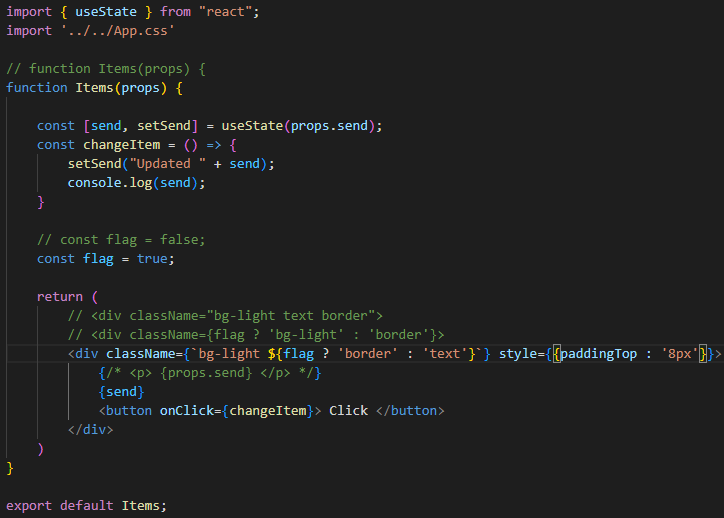 import { useState } from "react";
import '../../App.css'
// function Items(props) {
function Items(props) {
const [send, setSend] = useState(props.send);
const changeItem = () => {
setSend("Updated " + send);
console.log(send);
}
// const flag = false;
const flag = true;
return (
// <div className="bg-light text border">
// <div className={flag ? 'bg-light' : 'border'}>
<div className={`bg-light ${flag ? 'border' : 'text'}`} style={{paddingTop : '8px'}}>
{/* <p> {props.send} </p> */}
{send}
<button onClick={changeItem}> Click </button>
</div>
)
}
export default Items;